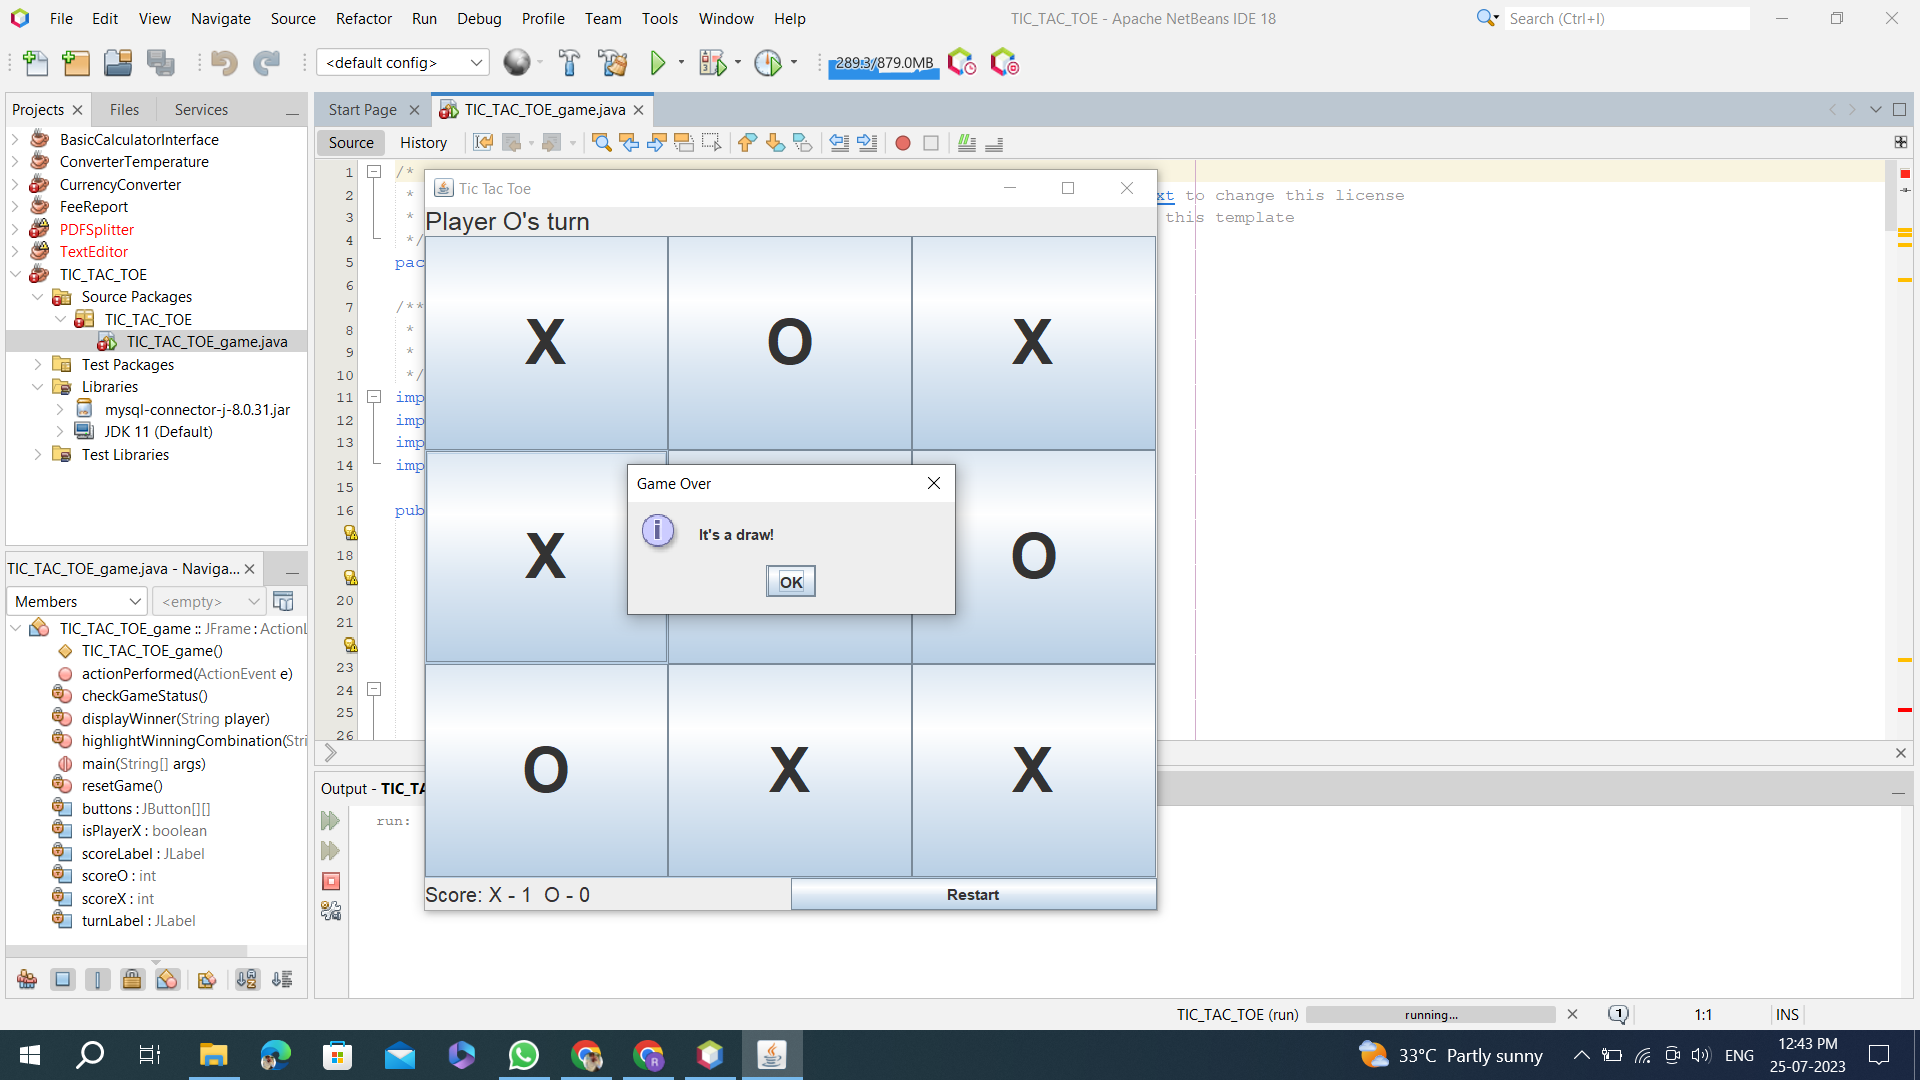 File Edit View Navigate Source Refactor Run Debug Profile Team Tools Window Help
TIC_TAC_TOE - Apache NetBeans IDE 18
Search (Ctrl+I)
<default config>
289.3/879.0MB
Projects Files Services
Start Page TIC_TAC_TOE_game.java
Source History
BasicCalculatorInterface
ConverterTemperature
CurrencyConverter
FeeReport
PDFSplitter
TextEditor
TIC_TAC_TOE
Source Packages
TIC_TAC_TOE
TIC_TAC_TOE_game.java
Test Packages
Libraries
mysql-connector-j-8.0.31.jar
JDK 11 (Default)
Test Libraries
TIC_TAC_TOE_game.java - Naviga...
Members <empty>
TIC_TAC_TOE_game :: JFrame : ActionL
TIC_TAC_TOE_game()
actionPerformed(ActionEvent e)
checkGameStatus()
displayWinner(String player)
highlightWinningCombination(Stri
main(String[] args)
resetGame()
buttons : JButton[][]
isPlayerX : boolean
scoreLabel : JLabel
scoreO : int
scoreX : int
turnLabel : JLabel
1 /*
2 * xt to change this license
3 * this template
4 */
5 pac
6
7 /**
8 *
9 *
10 */
11 imp
12 imp
13 imp
14 imp
15
16 pub
18
20
21
23
24
25
26
Tic Tac Toe
Player O's turn
X O X
X O
O X X
Game Over
It's a draw!
OK
Score: X - 1 O - 0
Restart
Output - TIC_TA
run:
TIC_TAC_TOE (run) running... 1 1:1 INS
33°C Partly sunny ENG
12:43 PM
25-07-2023